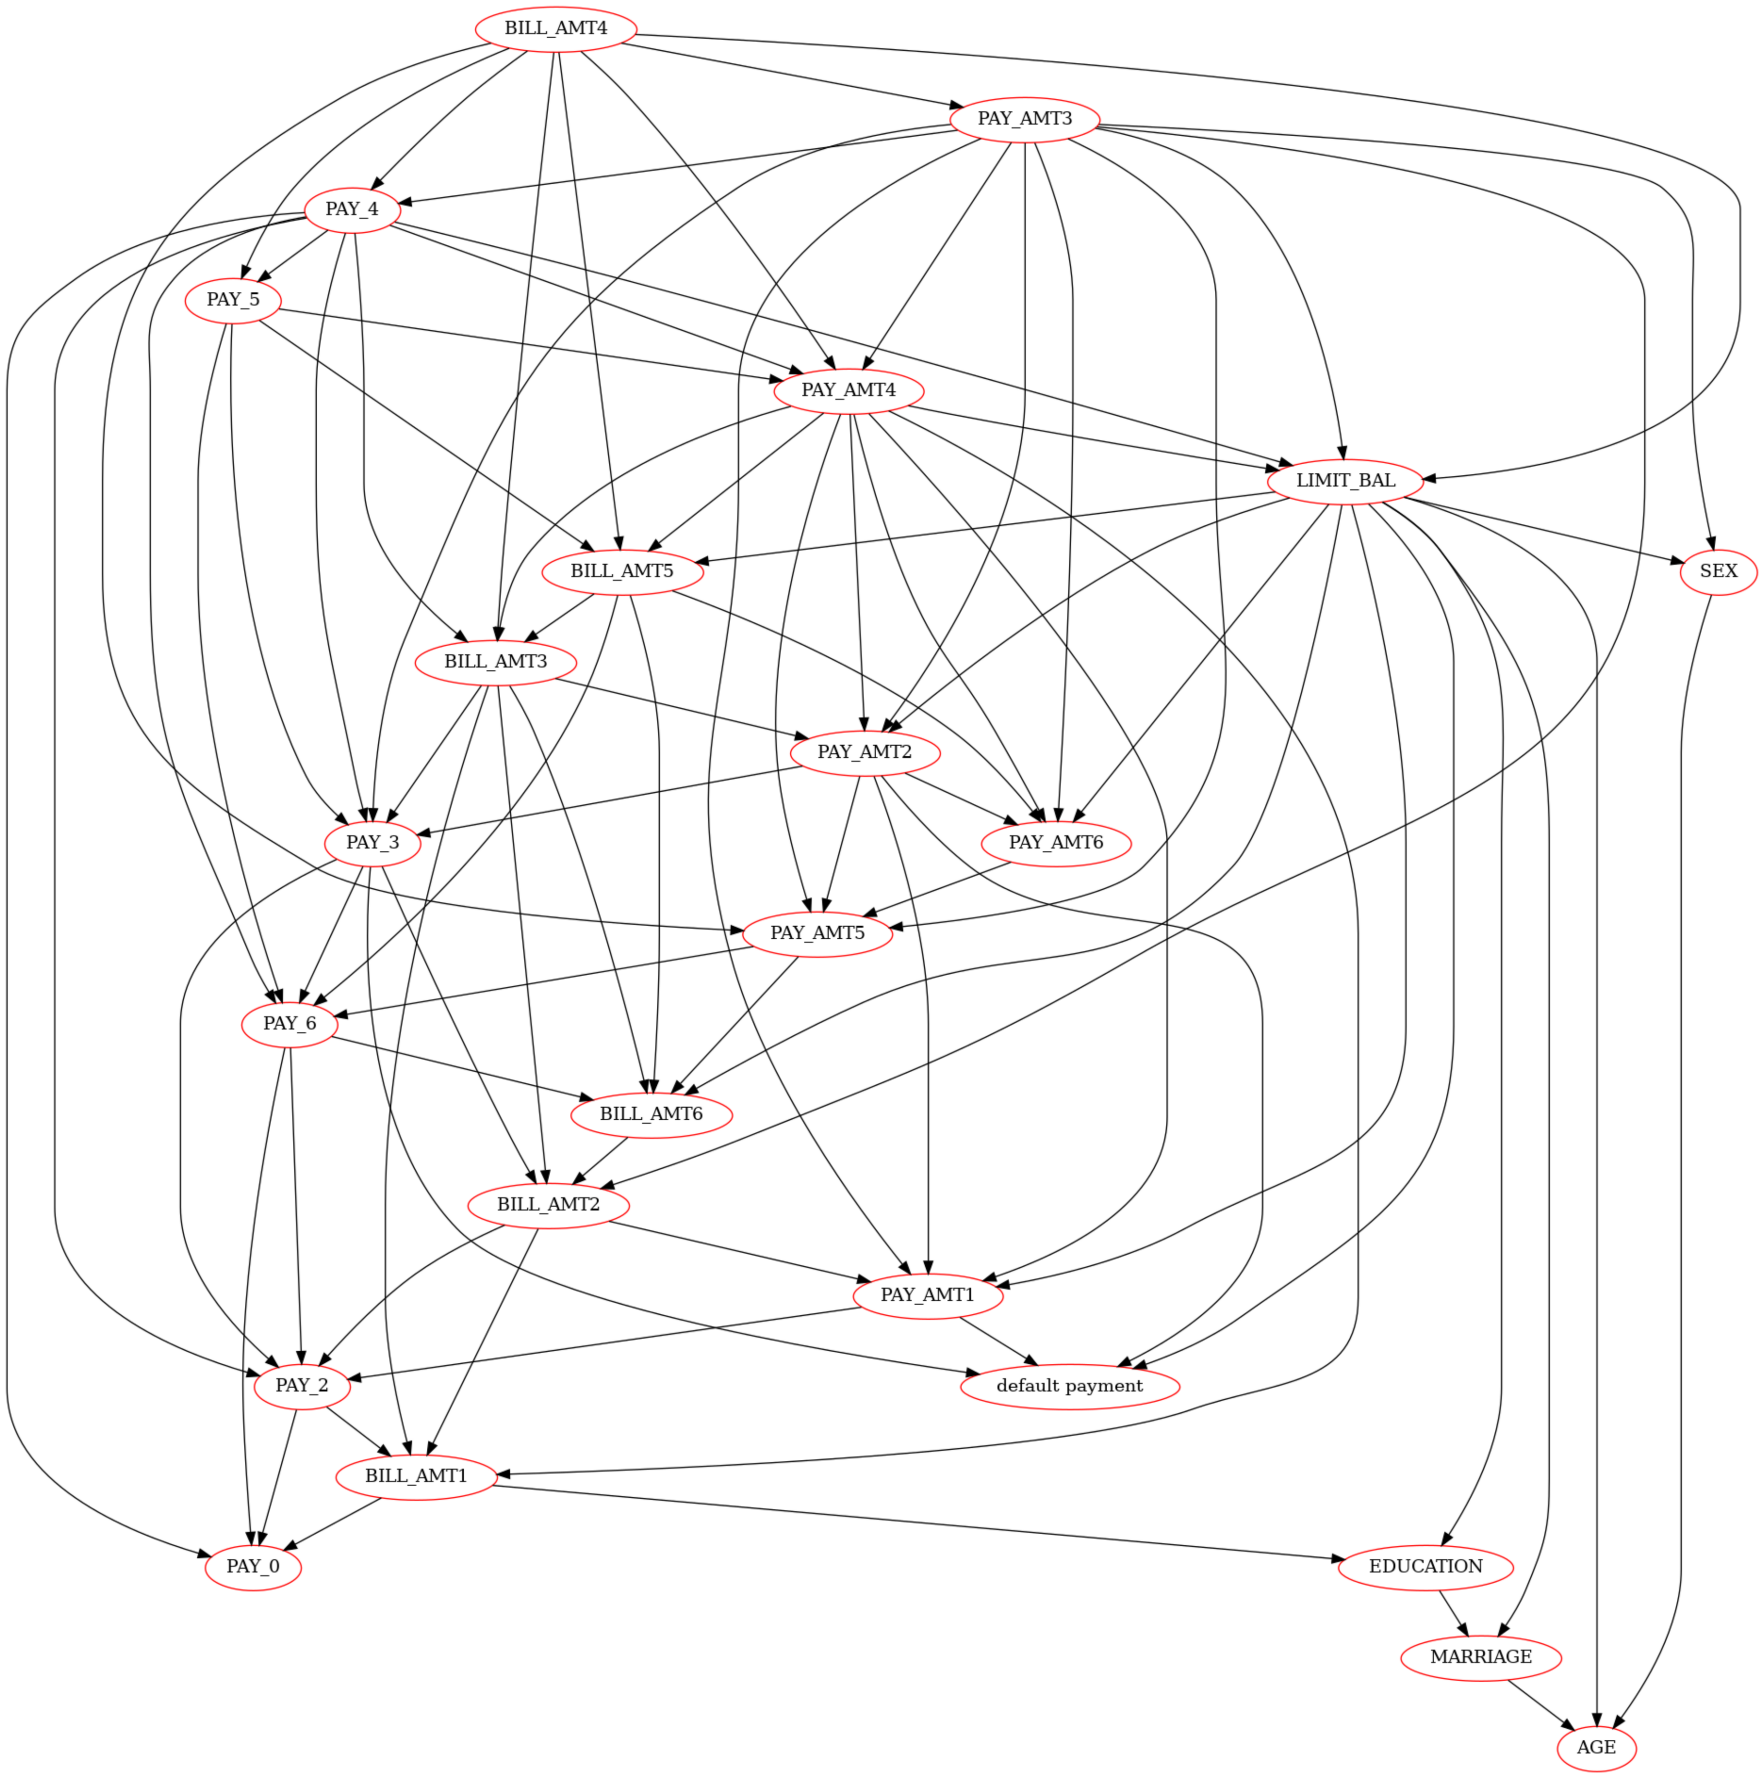 BILL_AMT4
PAY_AMT3
PAY_4
PAY_5
PAY_AMT4
LIMIT_BAL
BILL_AMT5
SEX
BILL_AMT3
PAY_AMT2
PAY_3
PAY_AMT6
PAY_AMT5
PAY_6
BILL_AMT6
BILL_AMT2
PAY_AMT1
PAY_2
default payment
BILL_AMT1
PAY_0
EDUCATION
MARRIAGE
AGE